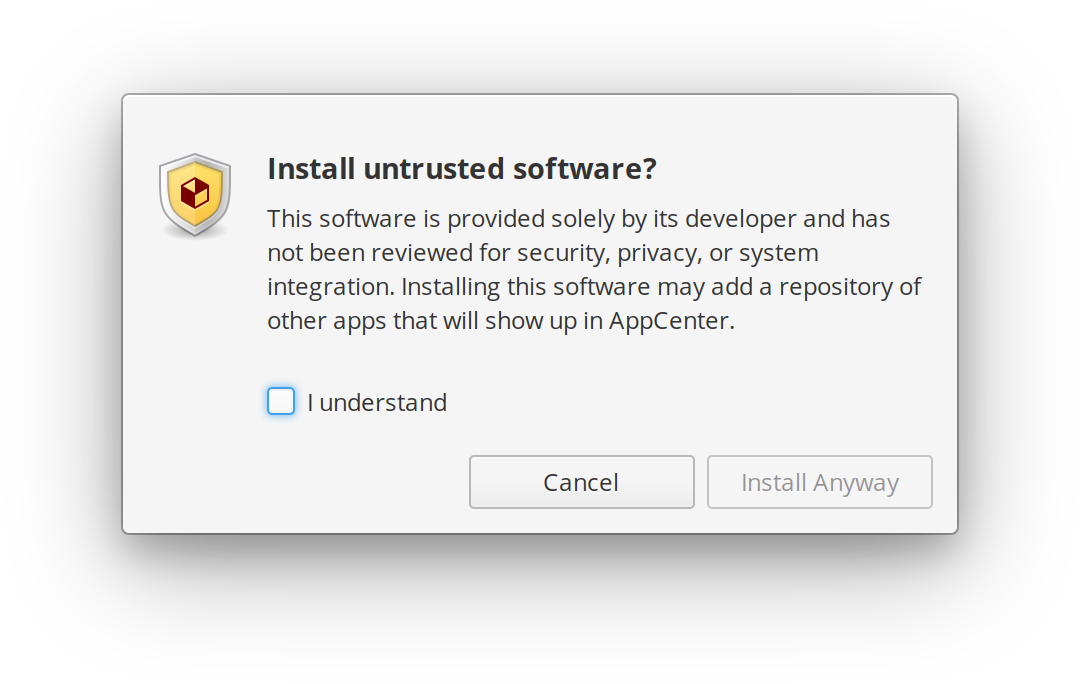 Install untrusted software?
This software is provided solely by its developer and has
not been reviewed for security, privacy, or system
integration. Installing this software may add a repository of
other apps that will show up in AppCenter.
I understand
Cancel
Install Anyway